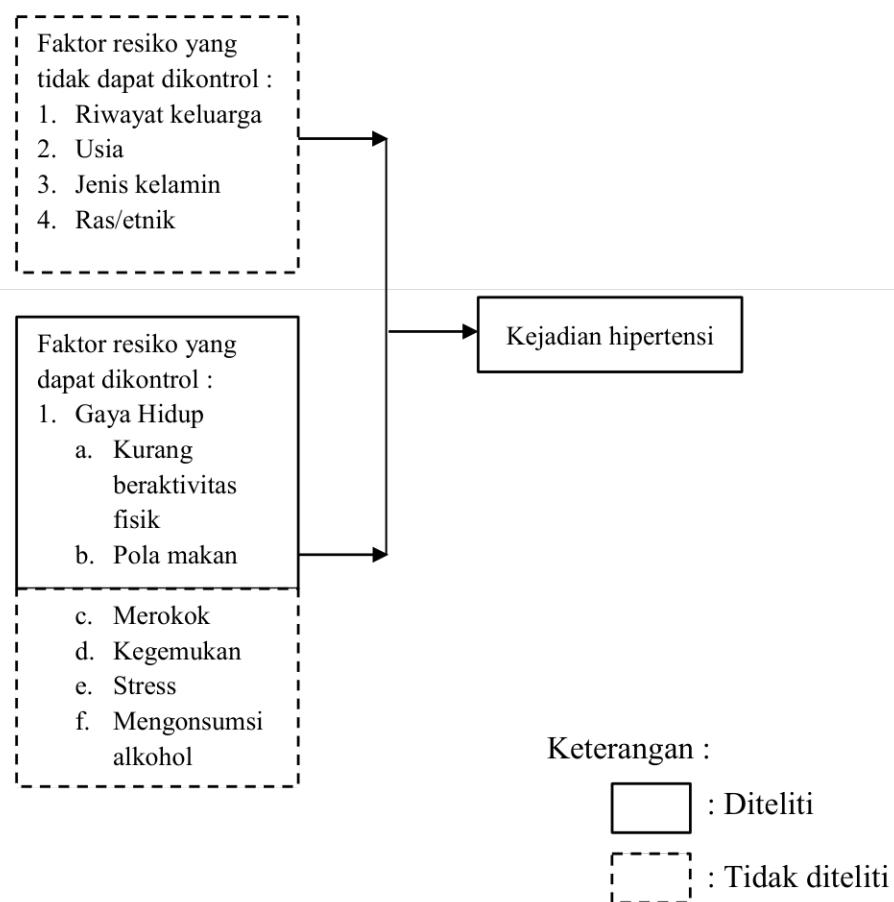 Faktor resiko yang
tidak dapat dikontrol :
1. Riwayat keluarga
2. Usia
3. Jenis kelamin
4. Ras/etnik
Kejadian hipertensi
Faktor resiko yang
dapat dikontrol :
1. Gaya Hidup
a. Kurang
beraktivitas
fisik
b. Pola makan
c. Merokok
d. Kegemukan
e. Stress
f. Mengonsumsi
alkohol
Keterangan :
: Diteliti
: Tidak diteliti